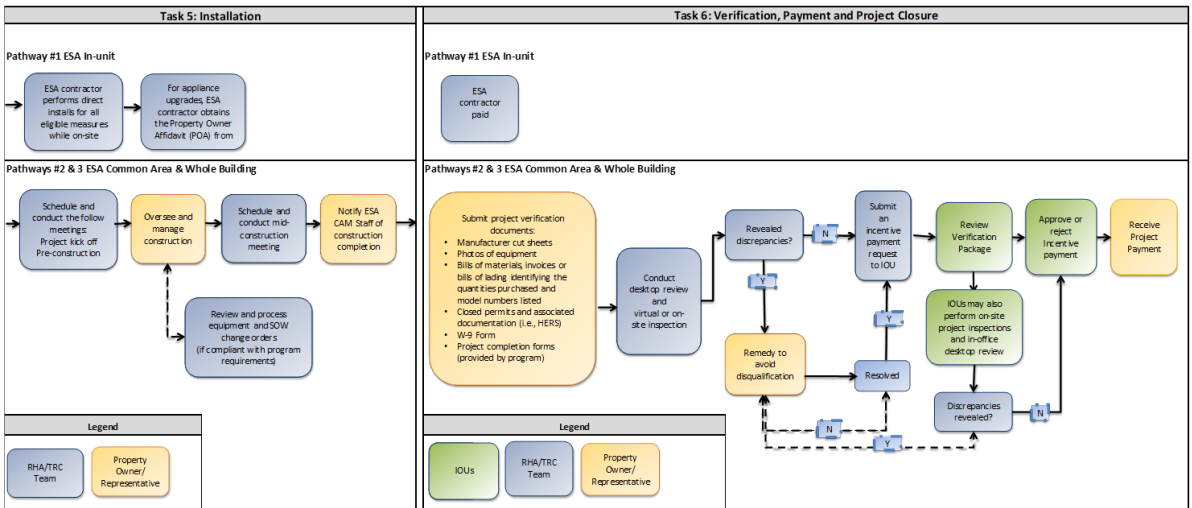 Task 5: Installation
Pathway #1 ESA In-unit
ESA contractor
performs direct
installs for all
eligible measures
while on-site
For appliance
upgrades, ESA
contractor obtains
the Property Owner
Affidavit (POA) from
Pathways #2 & 3 ESA Common Area & Whole Building
Schedule and
conduct the follow
meetings:
Project kick off
Pre-construction
Oversee and
manage
construction
Schedule and
conduct mid-
construction
meeting
Notify ESA
CAM Staff of
construction
completion
Review and process
equipment and SOW
change orders
(if compliant with program
requirements)
Legend
RHA/TRC
Team
Property
Owner/
Representative
Task 6: Verification, Payment and Project Closure
Pathway #1 ESA In-unit
ESA
contractor
paid
Pathways #2 & 3 ESA Common Area & Whole Building
Submit project verification
documents:
• Manufacturer cut sheets
• Photos of equipment
• Bills of materials, invoices or
bills of lading identifying the
quantities purchased and
model numbers listed
• Closed permits and associated
documentation (i.e., HERS)
• W-9 Form
• Project completion forms
(provided by program)
Conduct
desktop review
and
virtual or on-
site inspection
Revealed
discrepancies?
N
Y
Remedy to
avoid
disqualification
Resolved
Y
N
Y
Submit
an
incentive
payment
request
to IOU
Review
Verification
Package
IOUs may also
perform on-site
project inspections
and in-office
desktop review
Discrepancies
revealed?
N
Approve or
reject
Incentive
payment
Receive
Project
Payment
Legend
IOUs
RHA/TRC
Team
Property
Owner/
Representative